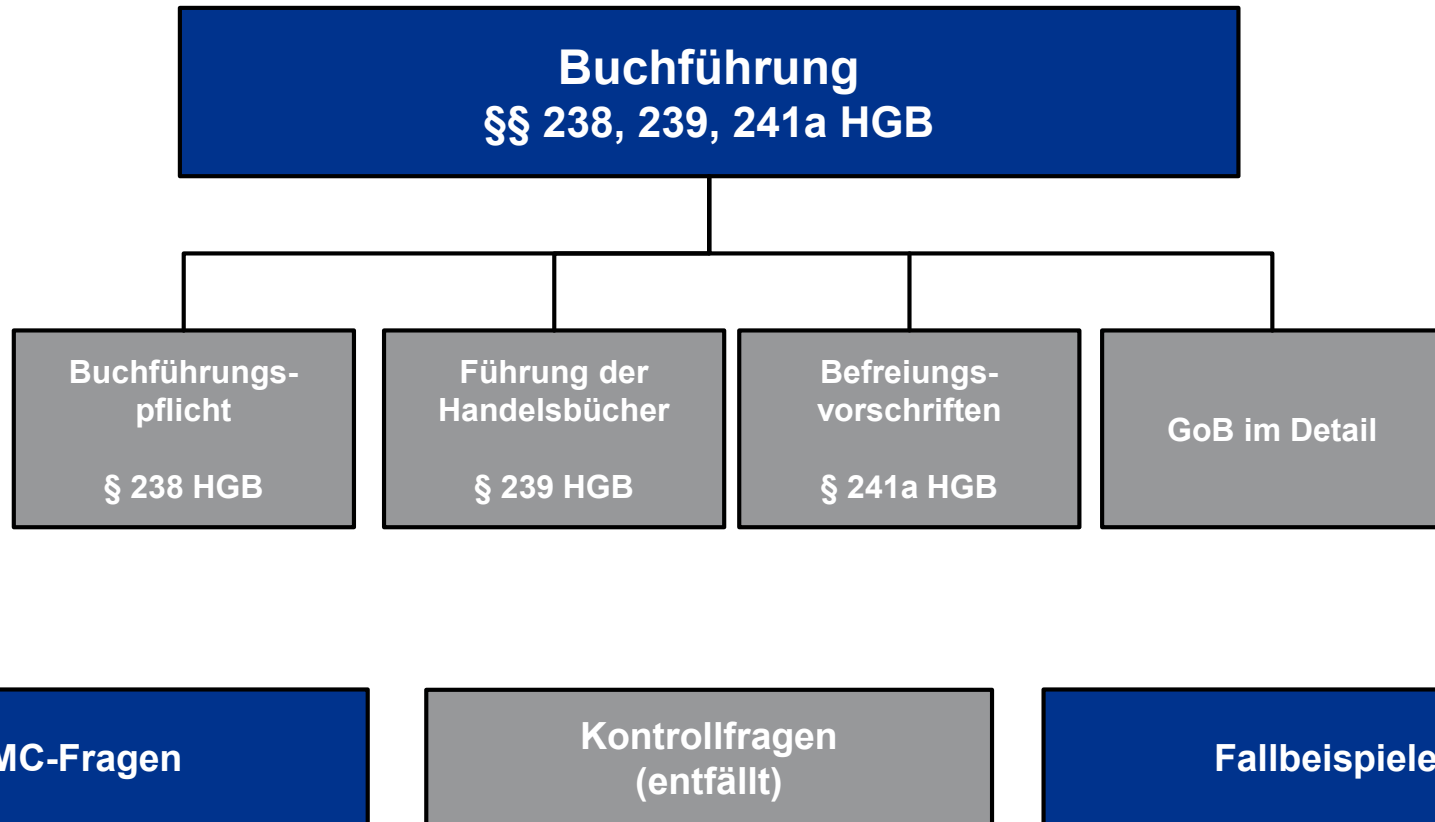 Buchführung
§§ 238, 239, 241a HGB
Buchführungs-
pflicht
§ 238 HGB
Führung der
Handelsbücher
§ 239 HGB
Befreiungs-
vorschriften
§ 241a HGB
GoB im Detail
MC-Fragen
Kontrollfragen
(entfällt)
Fallbeispiele